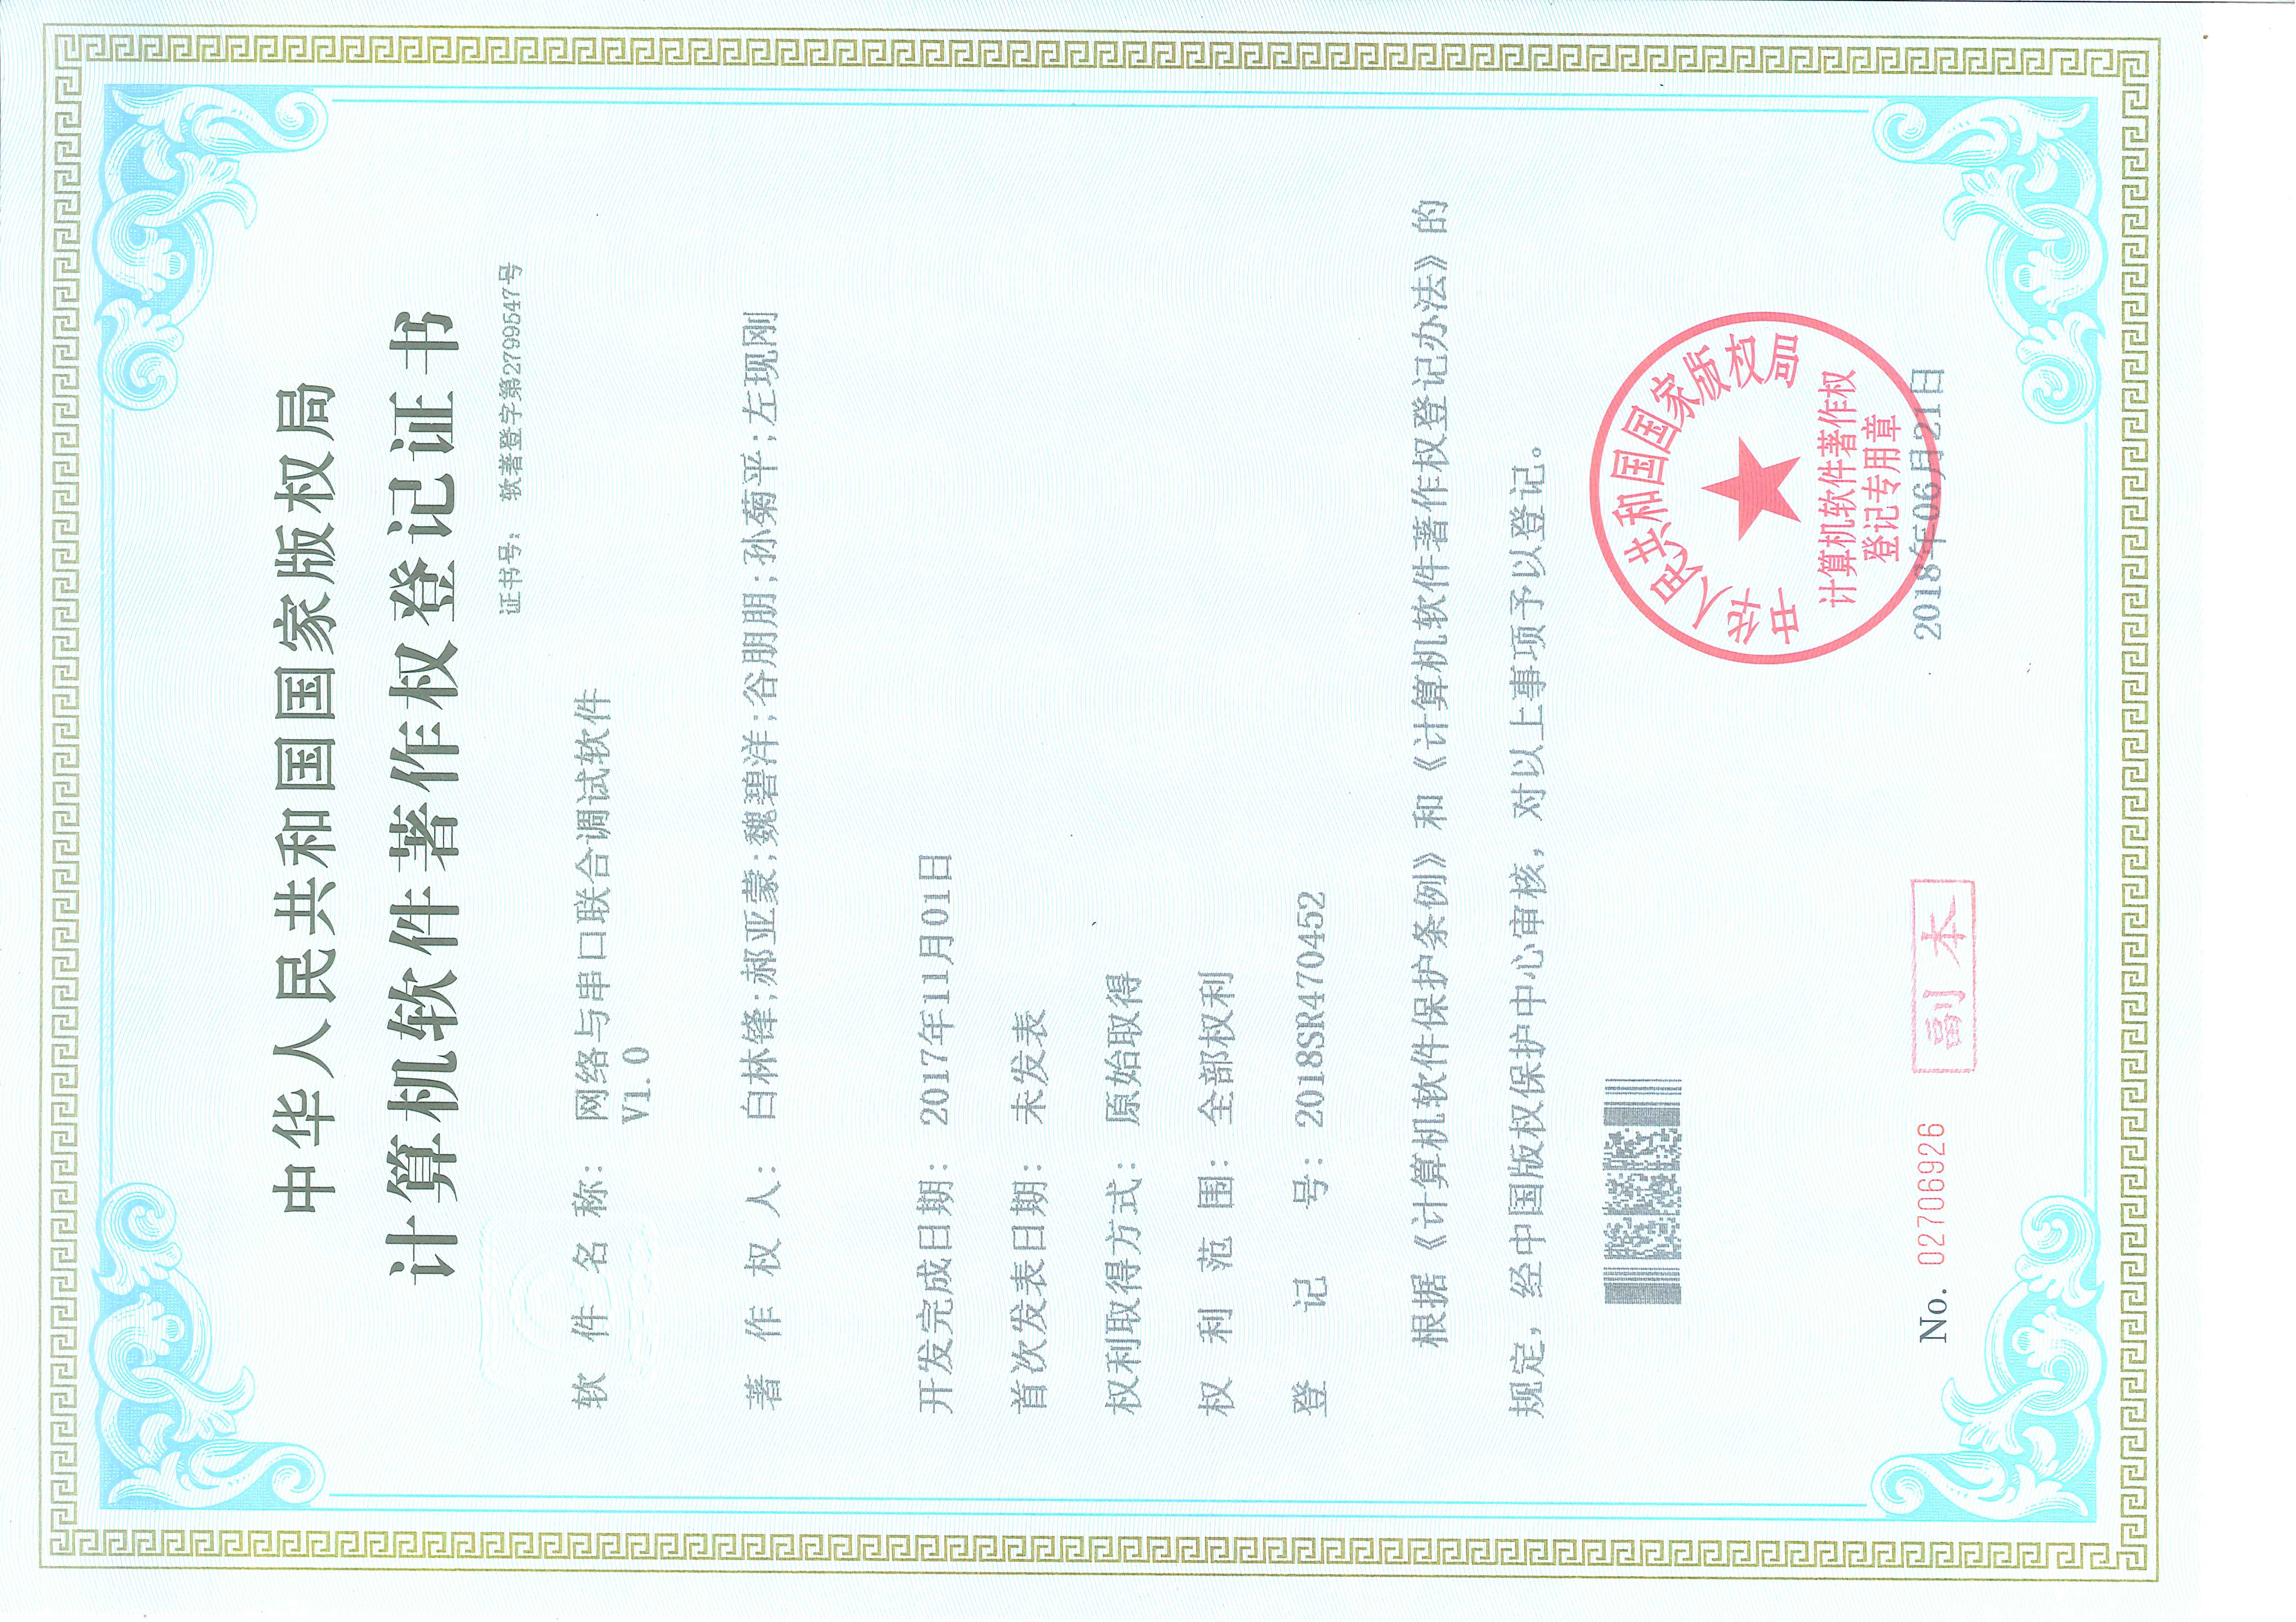 中华人民共和国国家版权局
计算机软件著作权登记证书
证书号： 软著登字第2799547号
软件名称： 网络与串口联合调试软件
V1.0
著作权人： 白林锋;郝亚蒙;魏碧洋;谷朋朋;孙菊平;左现刚
开发完成日期： 2017年11月01日
首次发表日期： 未发表
权利取得方式： 原始取得
权利范围： 全部权利
登记号： 2018SR470452
根据《计算机软件保护条例》和《计算机软件著作权登记办法》的
规定，经中国版权保护中心审核，对以上事项予以登记。
中华人民共和国国家版权局
计算机软件著作权
登记专用章
No. 02706926
副本
2018年06月21日